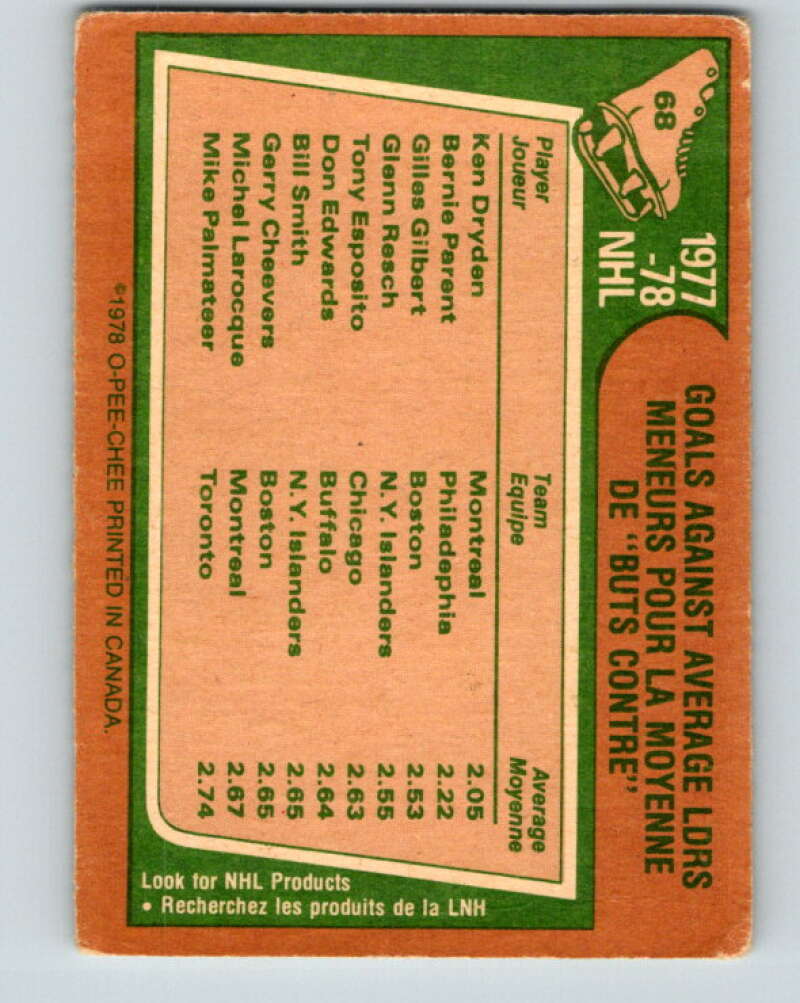 68
1977
-78
NHL
GOALS AGAINST AVERAGE LDRS
MENEURS POUR LA MOYENNE
DE "BUTS CONTRE"
Player Team Average
Joueur Equipe Moyenne
Ken Dryden Montreal 2.05
Bernie Parent Philadephia 2.22
Gilles Gilbert Boston 2.53
Glenn Resch N.Y. Islanders 2.55
Tony Esposito Chicago 2.63
Don Edwards Buffalo 2.64
Bill Smith N.Y. Islanders 2.65
Gerry Cheevers Boston 2.65
Michel Larocque Montreal 2.67
Mike Palmateer Toronto 2.74
©1978 O-PEE-CHEE PRINTED IN CANADA.
Look for NHL Products
• Recherchez les produits de la LNH